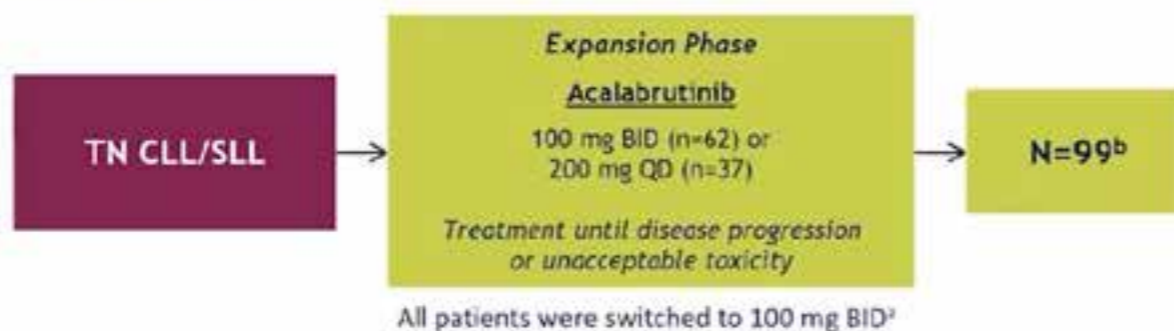 TN CLL/SLL
Expansion Phase
Acalabrutinib
100 mg BID (n=62) or
200 mg QD (n=37)
Treatment until disease progression
or unacceptable toxicity
N=99ᵇ
All patients were switched to 100 mg BIDᵃ